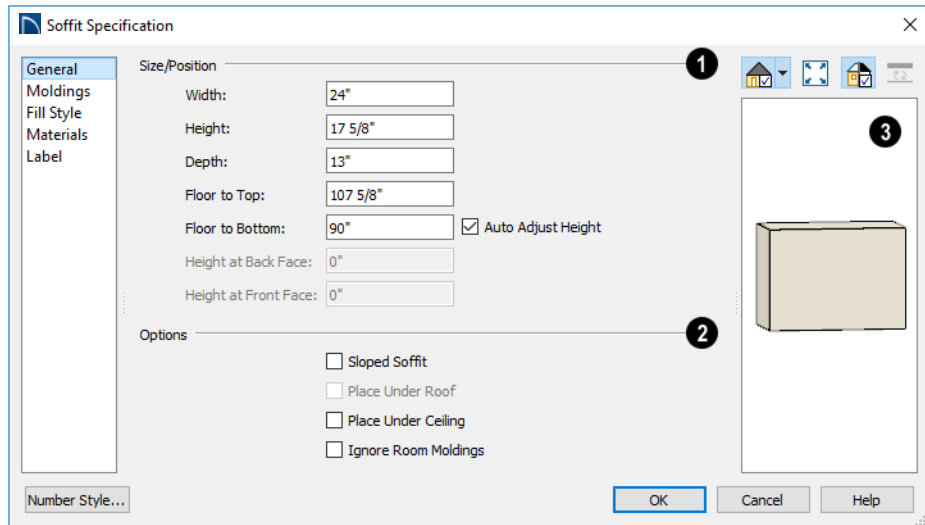 Soffit Specification
General
Moldings
Fill Style
Materials
Label
Size/Position 1
Width: 24"
Height: 17 5/8"
Depth: 13"
Floor to Top: 107 5/8"
Floor to Bottom: 90" Auto Adjust Height
Height at Back Face: 0"
Height at Front Face: 0"
Options 2
Sloped Soffit
Place Under Roof
Place Under Ceiling
Ignore Room Moldings
3
Number Style... OK Cancel Help